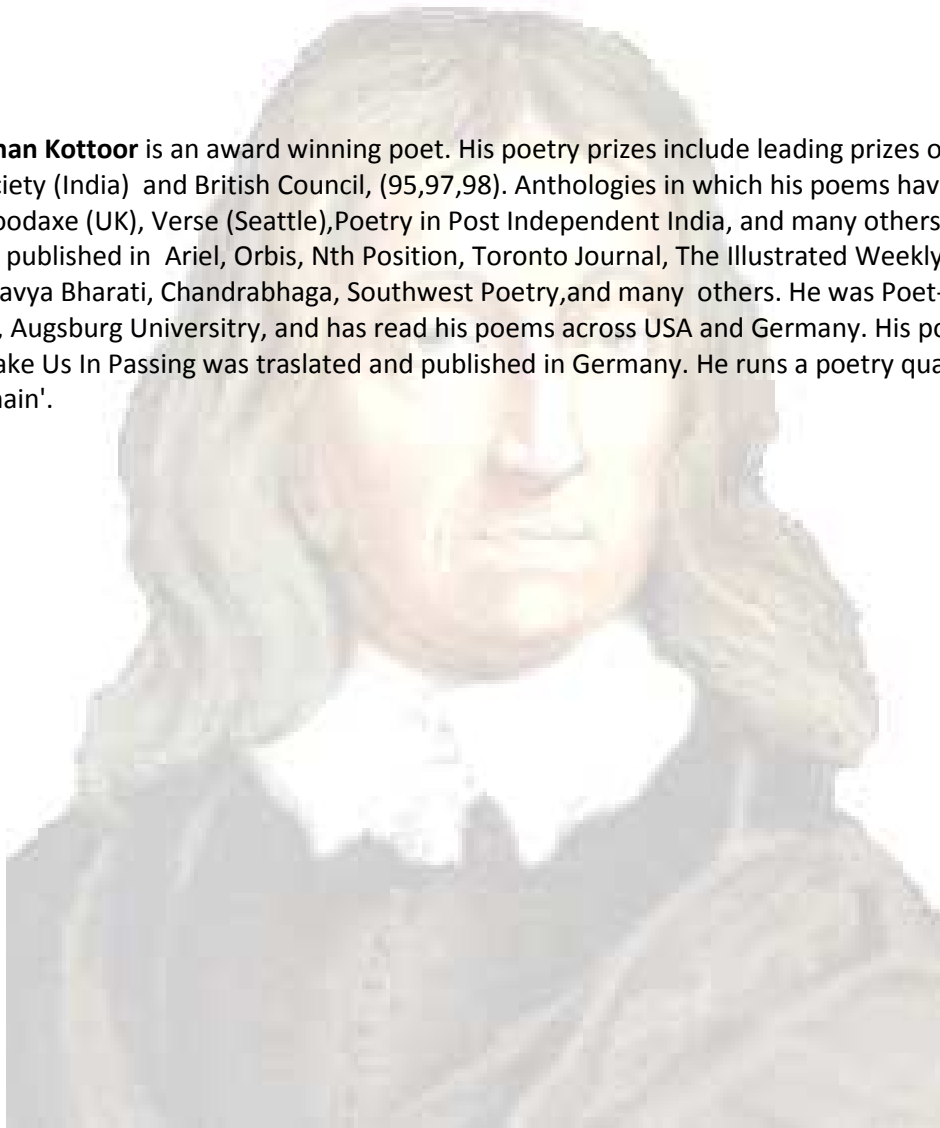 nan Kottoor is an award winning poet. His poetry prizes include leading prizes o
ciety (India) and British Council, (95,97,98). Anthologies in which his poems hav
oodaxe (UK), Verse (Seattle),Poetry in Post Independent India, and many others
published in Ariel, Orbis, Nth Position, Toronto Journal, The Illustrated Weekly
avya Bharati, Chandrabhaga, Southwest Poetry,and many others. He was Poet-
, Augsburg Universitry, and has read his poems across USA and Germany. His po
ake Us In Passing was traslated and published in Germany. He runs a poetry qua
hain'.